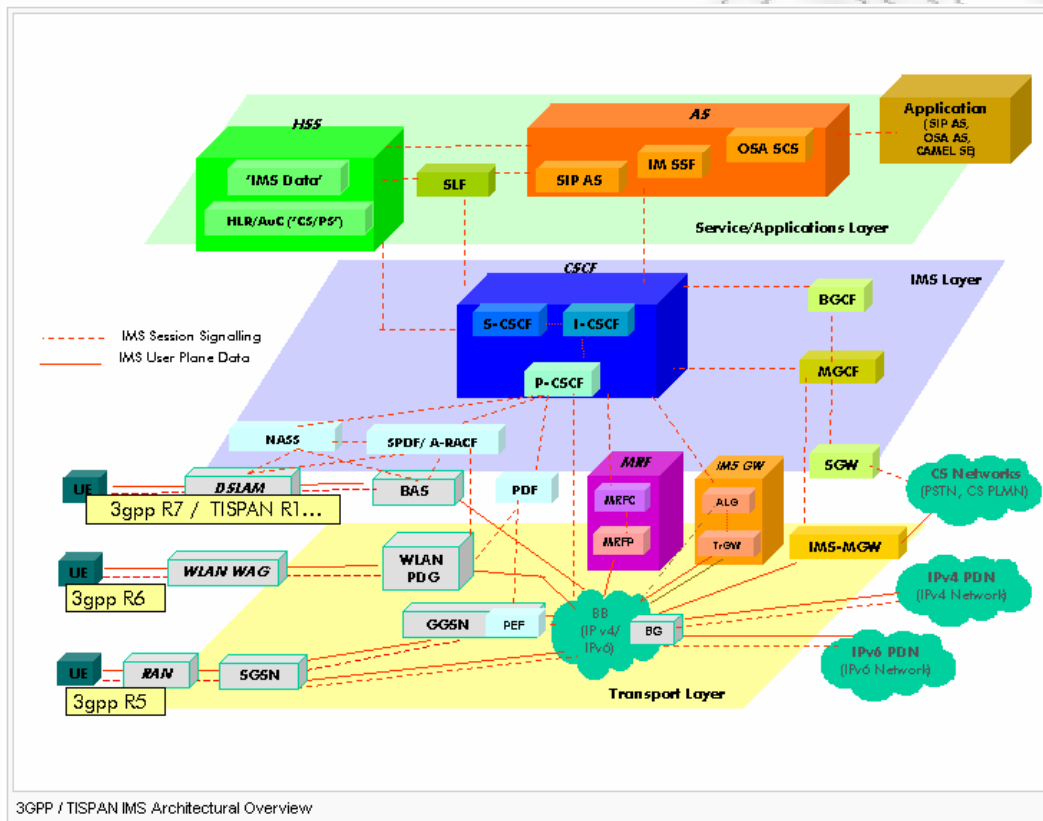 HSS
AS
Application
(SIP AS,
OSA AS,
CAMEL SE)
OSA SCS
IM SSF
SIP AS
'IMS Data'
SLF
HLR/AuC ('CS/PS')
Service/Applications Layer
CSCF
IMS Layer
BGCF
S-CSCF
I-CSCF
IMS Session Signalling
IMS User Plane Data
MGCF
P-CSCF
NASS
SPDF/ A-RACF
MRF
IMS GW
SGW
CS Networks
(PSTN, CS PLMN)
UE
DSLAM
BAS
PDF
MRFC
ALG
3gpp R7 / TISPAN R1...
MRFP
TrGW
IMS-MGW
UE
WLAN WAG
WLAN
PDG
IPv4 PDN
(IPv4 Network)
3gpp R6
GGSN
PEF
BB
(IP v4/
IPv6)
BG
IPv6 PDN
(IPv6 Network)
UE
RAN
SGSN
3gpp R5
Transport Layer
3GPP / TISPAN IMS Architectural Overview